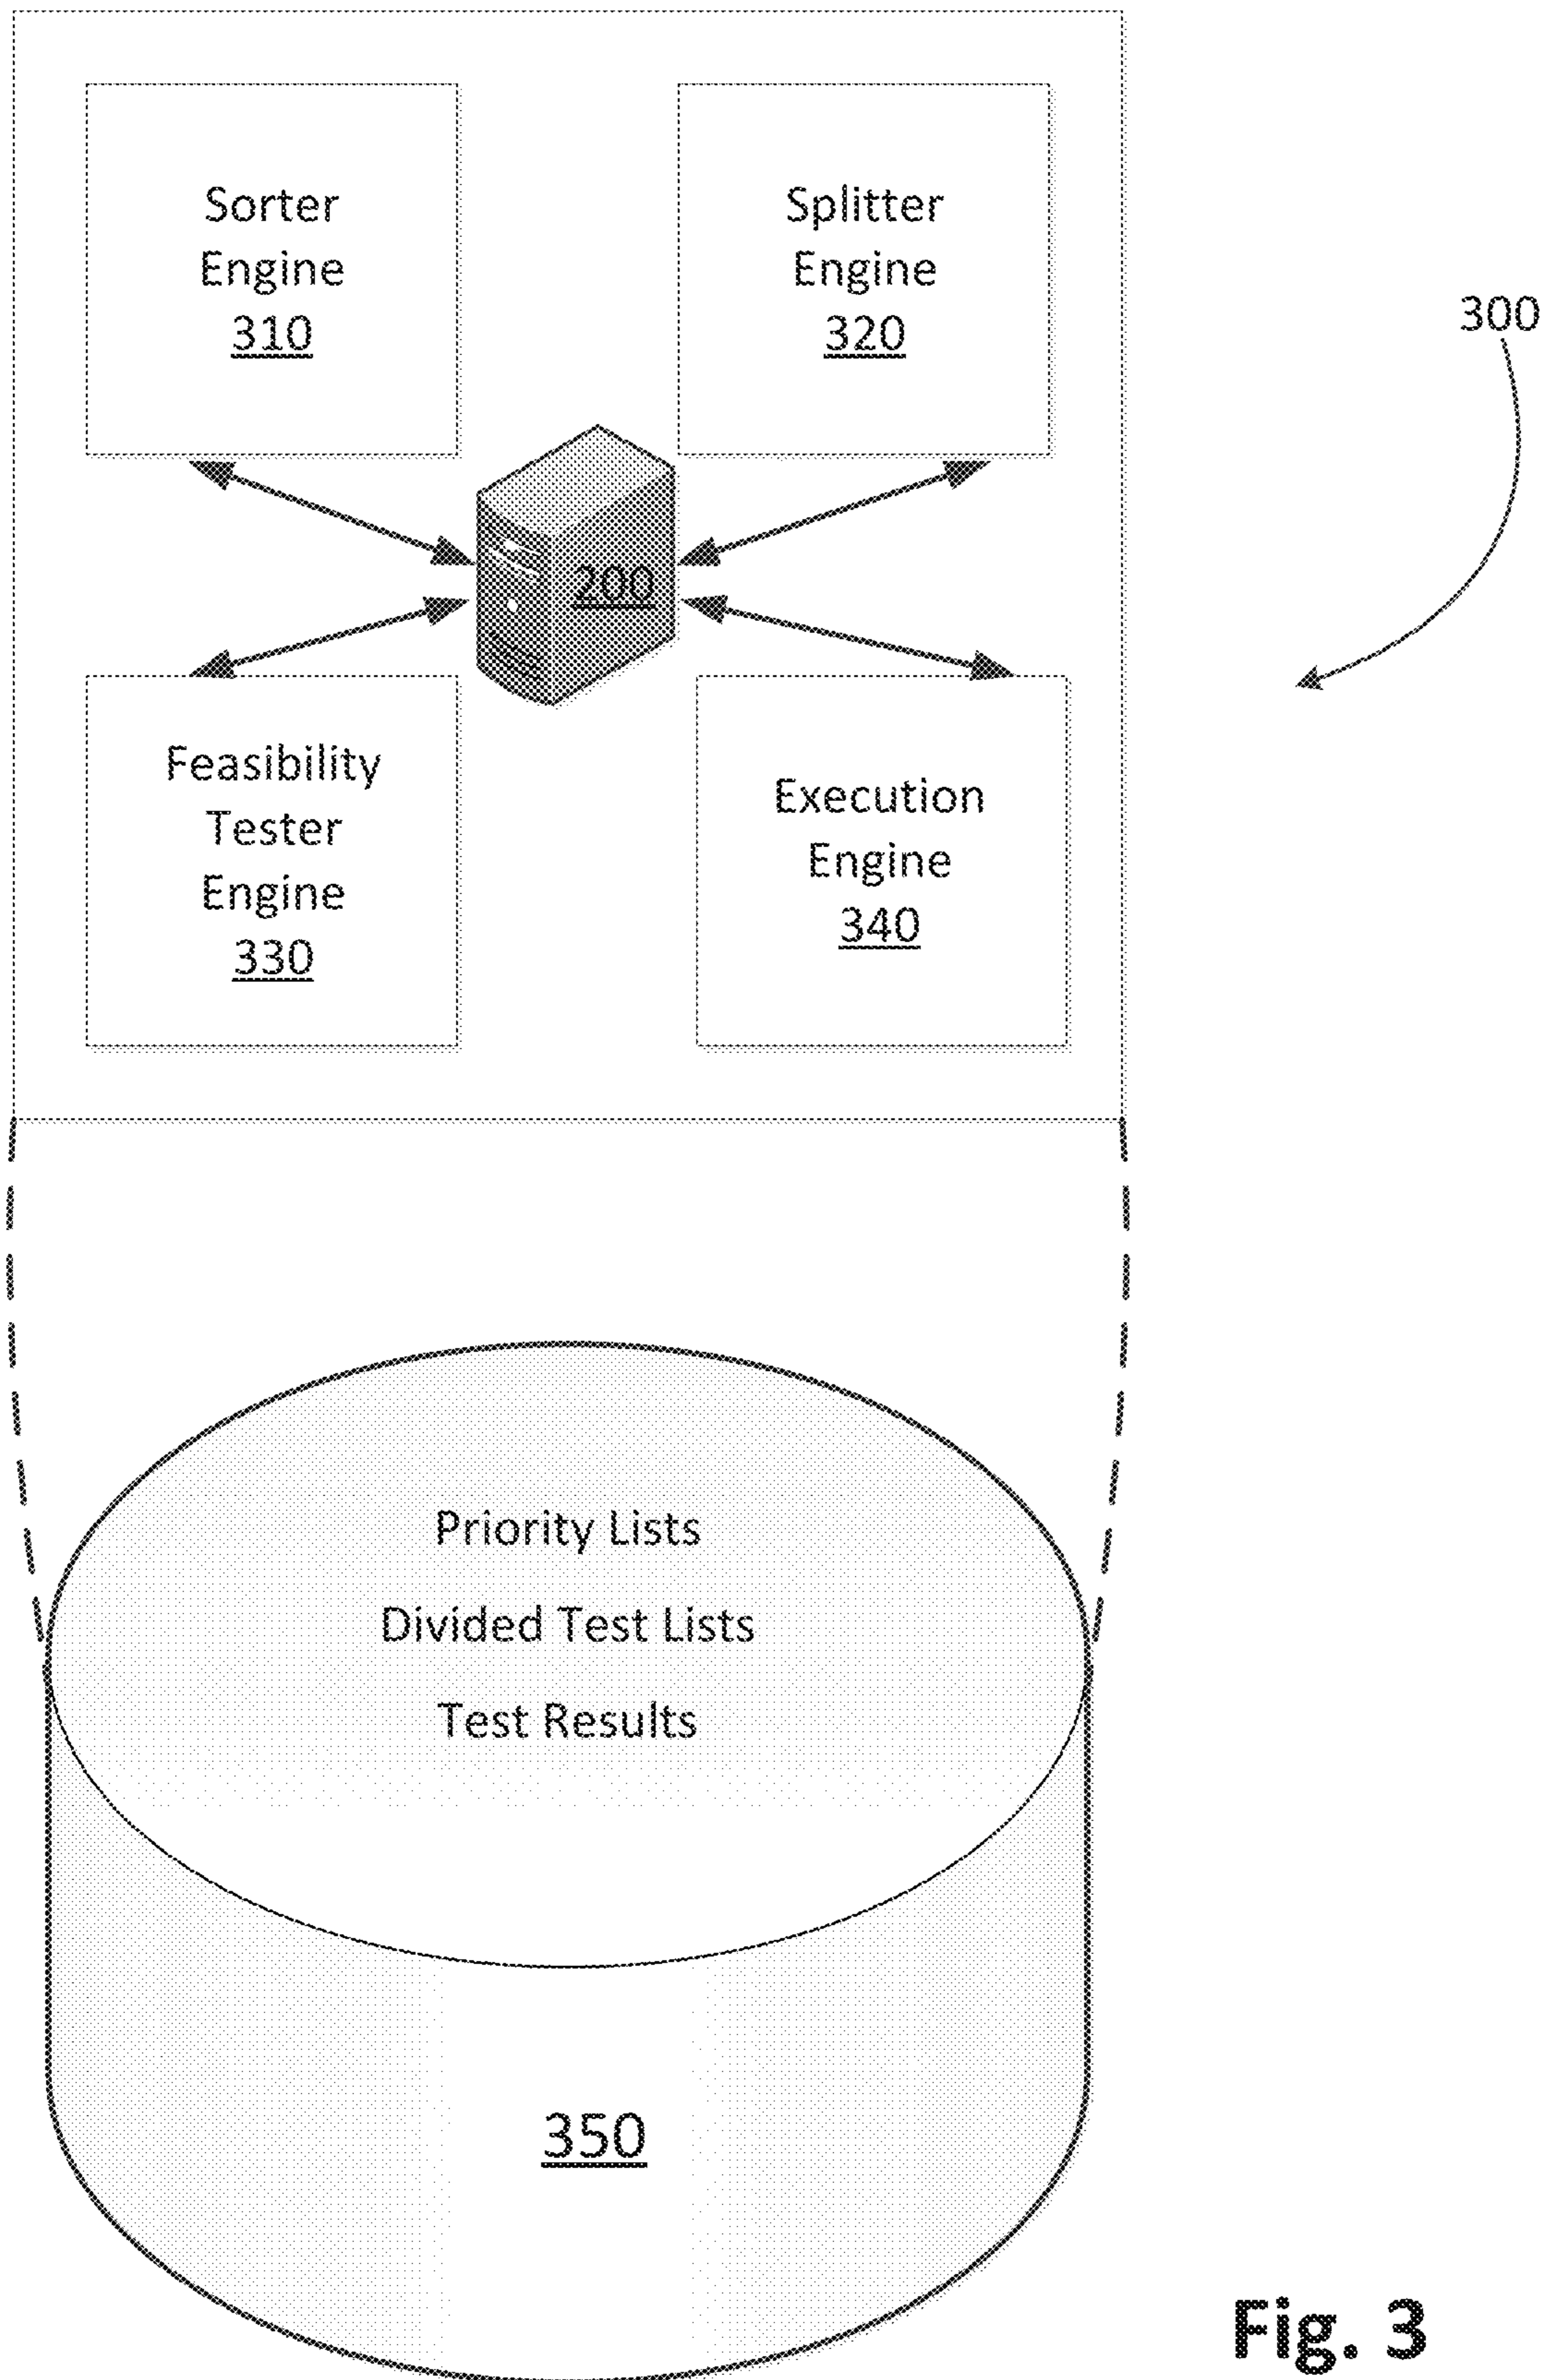 Sorter
Engine
310
Splitter
Engine
320
300
200
Feasibility
Tester
Engine
330
Execution
Engine
340
Priority Lists
Divided Test Lists
Test Results
350
Fig. 3